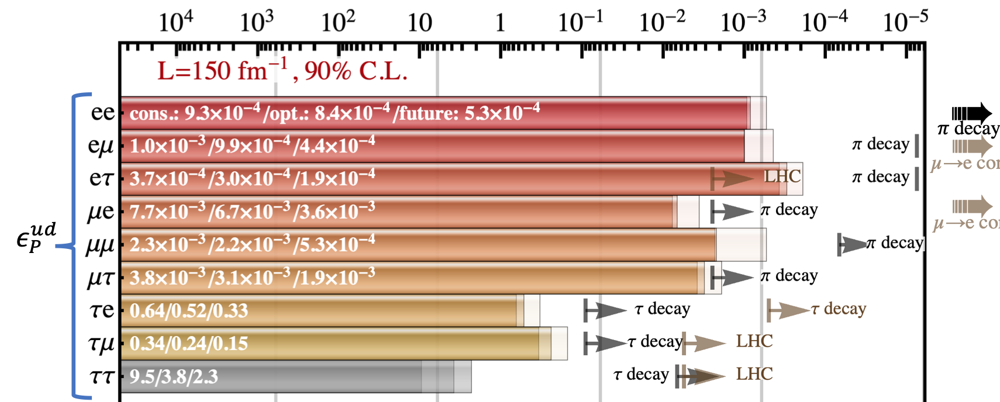 10⁴ 10³ 10² 10 1 10⁻¹ 10⁻² 10⁻³ 10⁻⁴ 10⁻⁵
L=150 fm⁻¹, 90% C.L.
ee cons.: 9.3×10⁻⁴ /opt.: 8.4×10⁻⁴ /future: 5.3×10⁻⁴
π decay
eμ 1.0×10⁻³ /9.9×10⁻⁴ /4.4×10⁻⁴ π decay
μ→e con
eτ 3.7×10⁻⁴ /3.0×10⁻⁴ /1.9×10⁻⁴ LHC π decay
μe 7.7×10⁻³ /6.7×10⁻³ /3.6×10⁻³ π decay
μ→e con
ϵ_P^{ud}
μμ 2.3×10⁻³ /2.2×10⁻³ /5.3×10⁻⁴ π decay
μτ 3.8×10⁻³ /3.1×10⁻³ /1.9×10⁻³ π decay
τe 0.64/0.52/0.33 τ decay τ decay
τμ 0.34/0.24/0.15 τ decay LHC
ττ 9.5/3.8/2.3 τ decay LHC